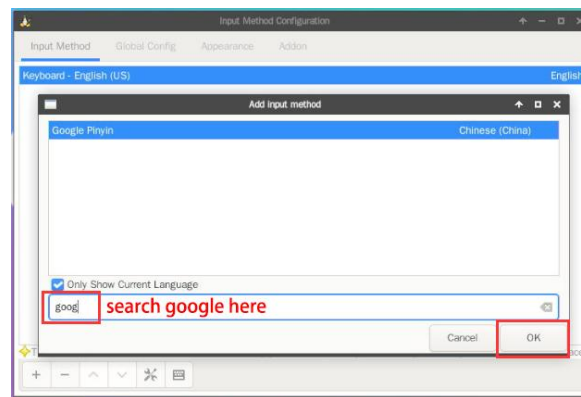 Input Method Configuration
Input Method Global Config Appearance Addon
Keyboard - English (US) English
Add input method
Google Pinyin Chinese (China)
Only Show Current Language
goog search google here
Cancel OK